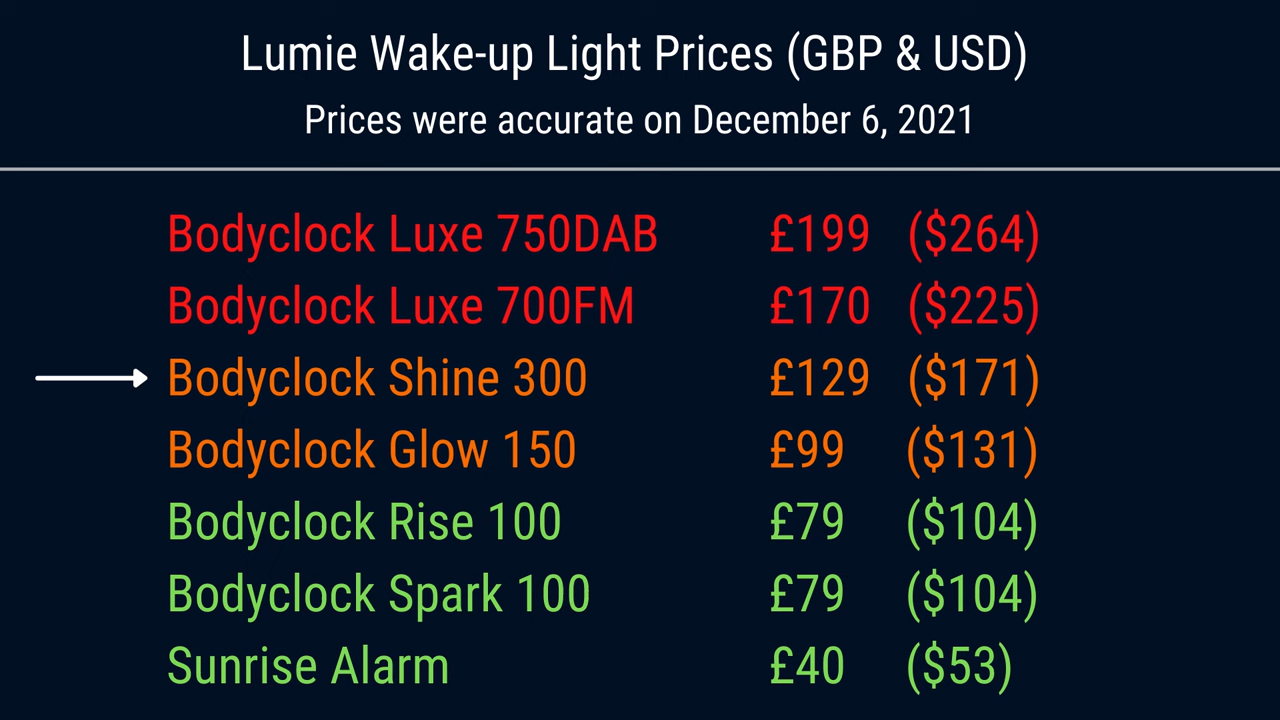 Lumie Wake-up Light Prices (GBP & USD)
Prices were accurate on December 6, 2021
Bodyclock Luxe 750DAB £199 ($264)
Bodyclock Luxe 700FM £170 ($225)
Bodyclock Shine 300 £129 ($171)
Bodyclock Glow 150 £99 ($131)
Bodyclock Rise 100 £79 ($104)
Bodyclock Spark 100 £79 ($104)
Sunrise Alarm £40 ($53)